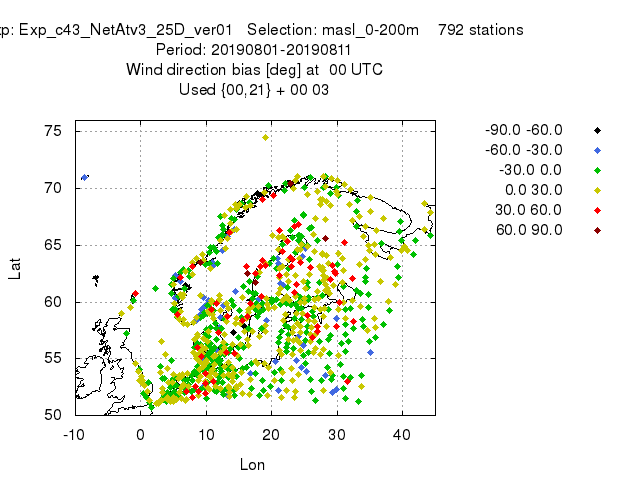 p: Exp_c43_NetAtv3_25D_ver01 Selection: masl_0-200m 792 stations
Period: 20190801-20190811
Wind direction bias [deg] at 00 UTC
Used {00,21} + 00 03
-90.0 -60.0
-60.0 -30.0
-30.0 0.0
0.0 30.0
30.0 60.0
60.0 90.0
75
70
65
60
55
50
Lat
-10 0 10 20 30 40
Lon